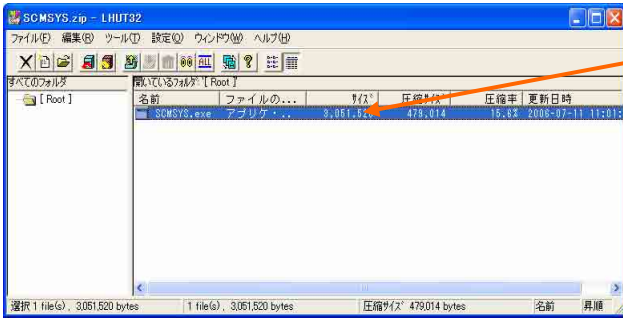 SCMSYS.zip - LHUT32
ファイル(F) 編集(R) ツール(T) 設定(O) ウィンドウ(W) ヘルプ(H)
ALL
すべてのフォルダ
開いているフォルダ: [ Root ]
[ Root ]
名前 ファイルの... サイズ 圧縮サイズ 圧縮率 更新日時
SCMSYS.exe アプリケ・.. 3,051,520 479,014 15.6% 2006-07-11 11:01:
選択 1 file(s) , 3,051,520 bytes
1 file(s) , 3,051,520 bytes
圧縮サイズ 479,014 bytes
名前
昇順